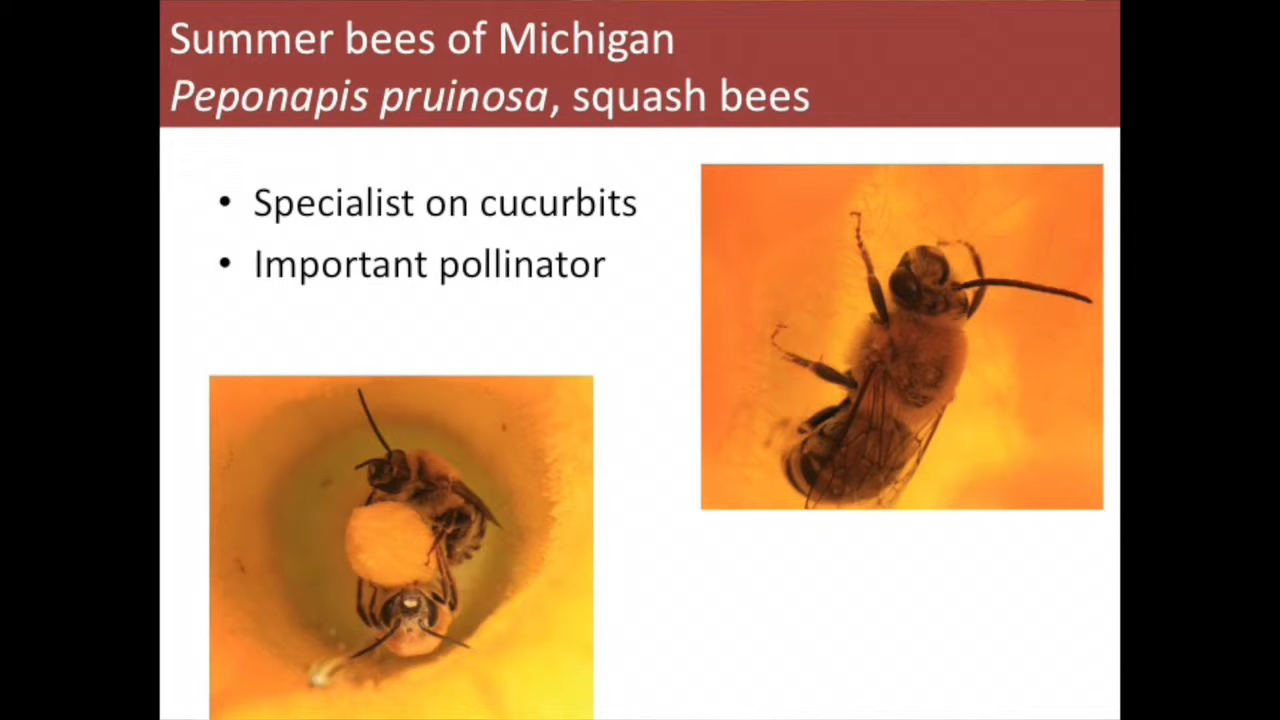 Summer bees of Michigan
Peponapis pruinosa, squash bees
• Specialist on cucurbits
• Important pollinator